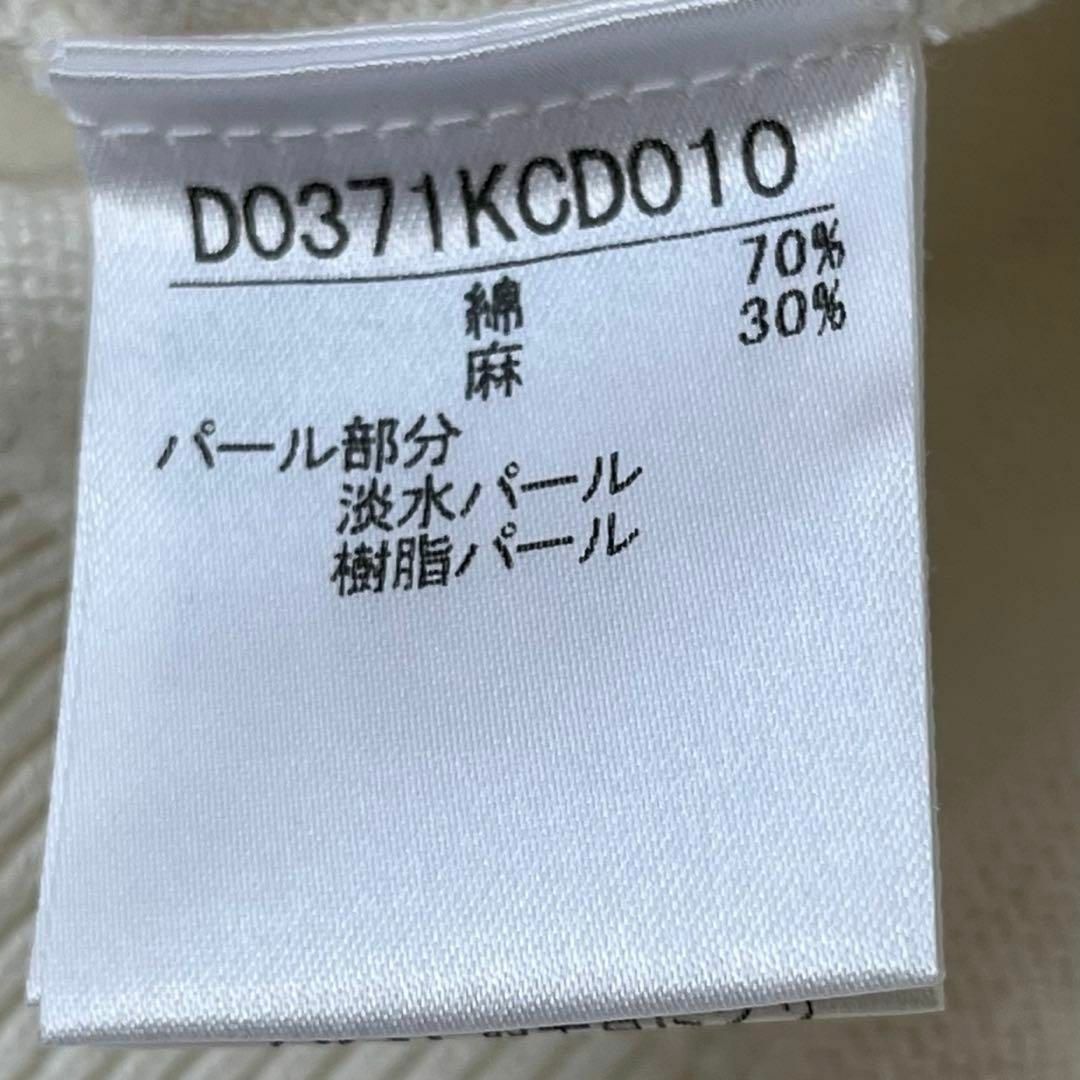 D0371KCD010
綿 70%
麻 30%
パール部分
淡水パール
樹脂パール